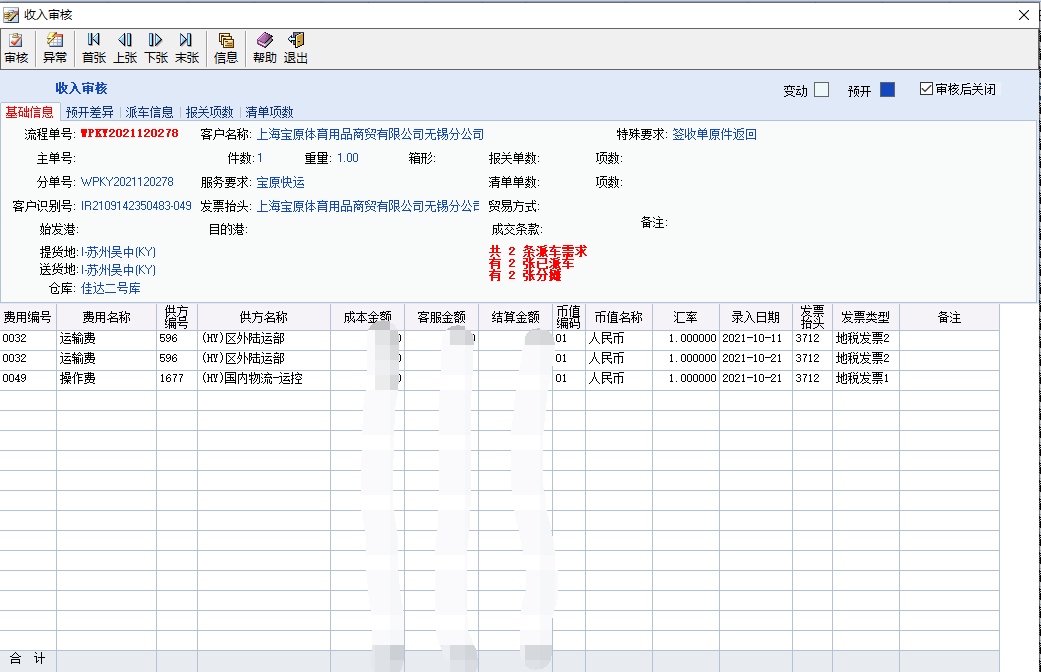 收入审核
审核 异常 首张 上张 下张 末张 信息 帮助 退出
收入审核 变动 预开 审核后关闭
基础信息 预开差异 派车信息 报关项数 清单项数
流程单号: WPKY2021120278 客户名称: 上海宝原体育用品商贸有限公司无锡分公司 特殊要求: 签收单原件返回
主单号: 件数: 1 重量: 1.00 箱形: 报关单数: 项数:
分单号: WPKY2021120278 服务要求: 宝原快运 清单单数: 项数:
客户识别号: IR2109142350483-049 发票抬头: 上海宝原体育用品商贸有限公司无锡分公司 贸易方式:
备注:
始发港: 目的港: 成交条款:
提货地: I-苏州吴中(KY)
送货地: I-苏州吴中(KY)
仓库: 佳达二号库
共 2 条派车需求
有 2 张已派车
有 2 张分摊
费用编号 费用名称 供方编号 供方名称 成本金额 客服金额 结算金额 币值编码 币值名称 汇率 录入日期 发票抬头 发票类型 备注
0032 运输费 596 (HY)区外陆运部 01 人民币 1.000000 2021-10-11 3712 地税发票2
0032 运输费 596 (HY)区外陆运部 01 人民币 1.000000 2021-10-21 3712 地税发票2
0049 操作费 1677 (HY)国内物流-运控 01 人民币 1.000000 2021-10-21 3712 地税发票1
合 计